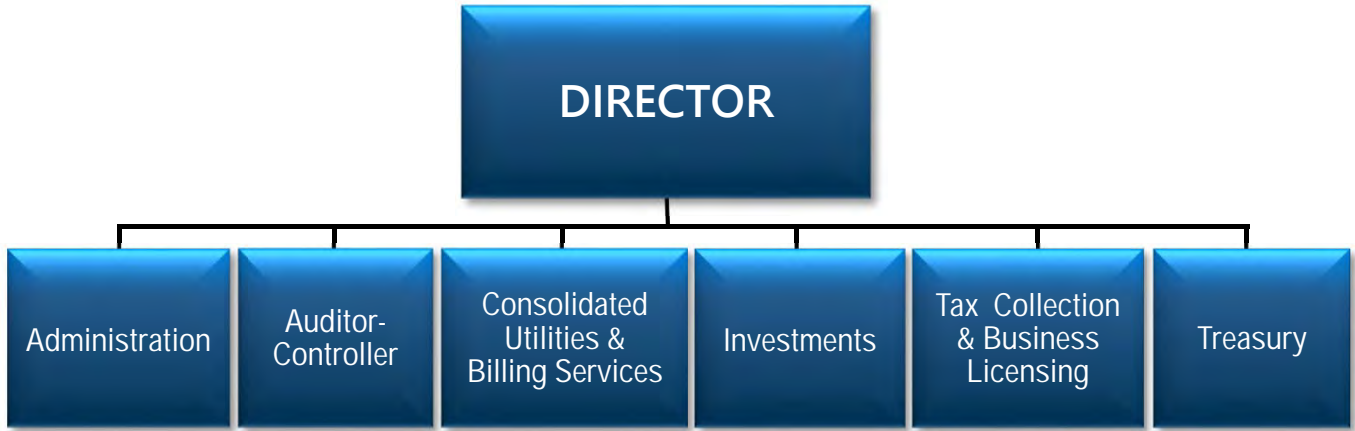 DIRECTOR
Administration
Auditor-
Controller
Consolidated
Utilities &
Billing Services
Investments
Tax Collection
& Business
Licensing
Treasury